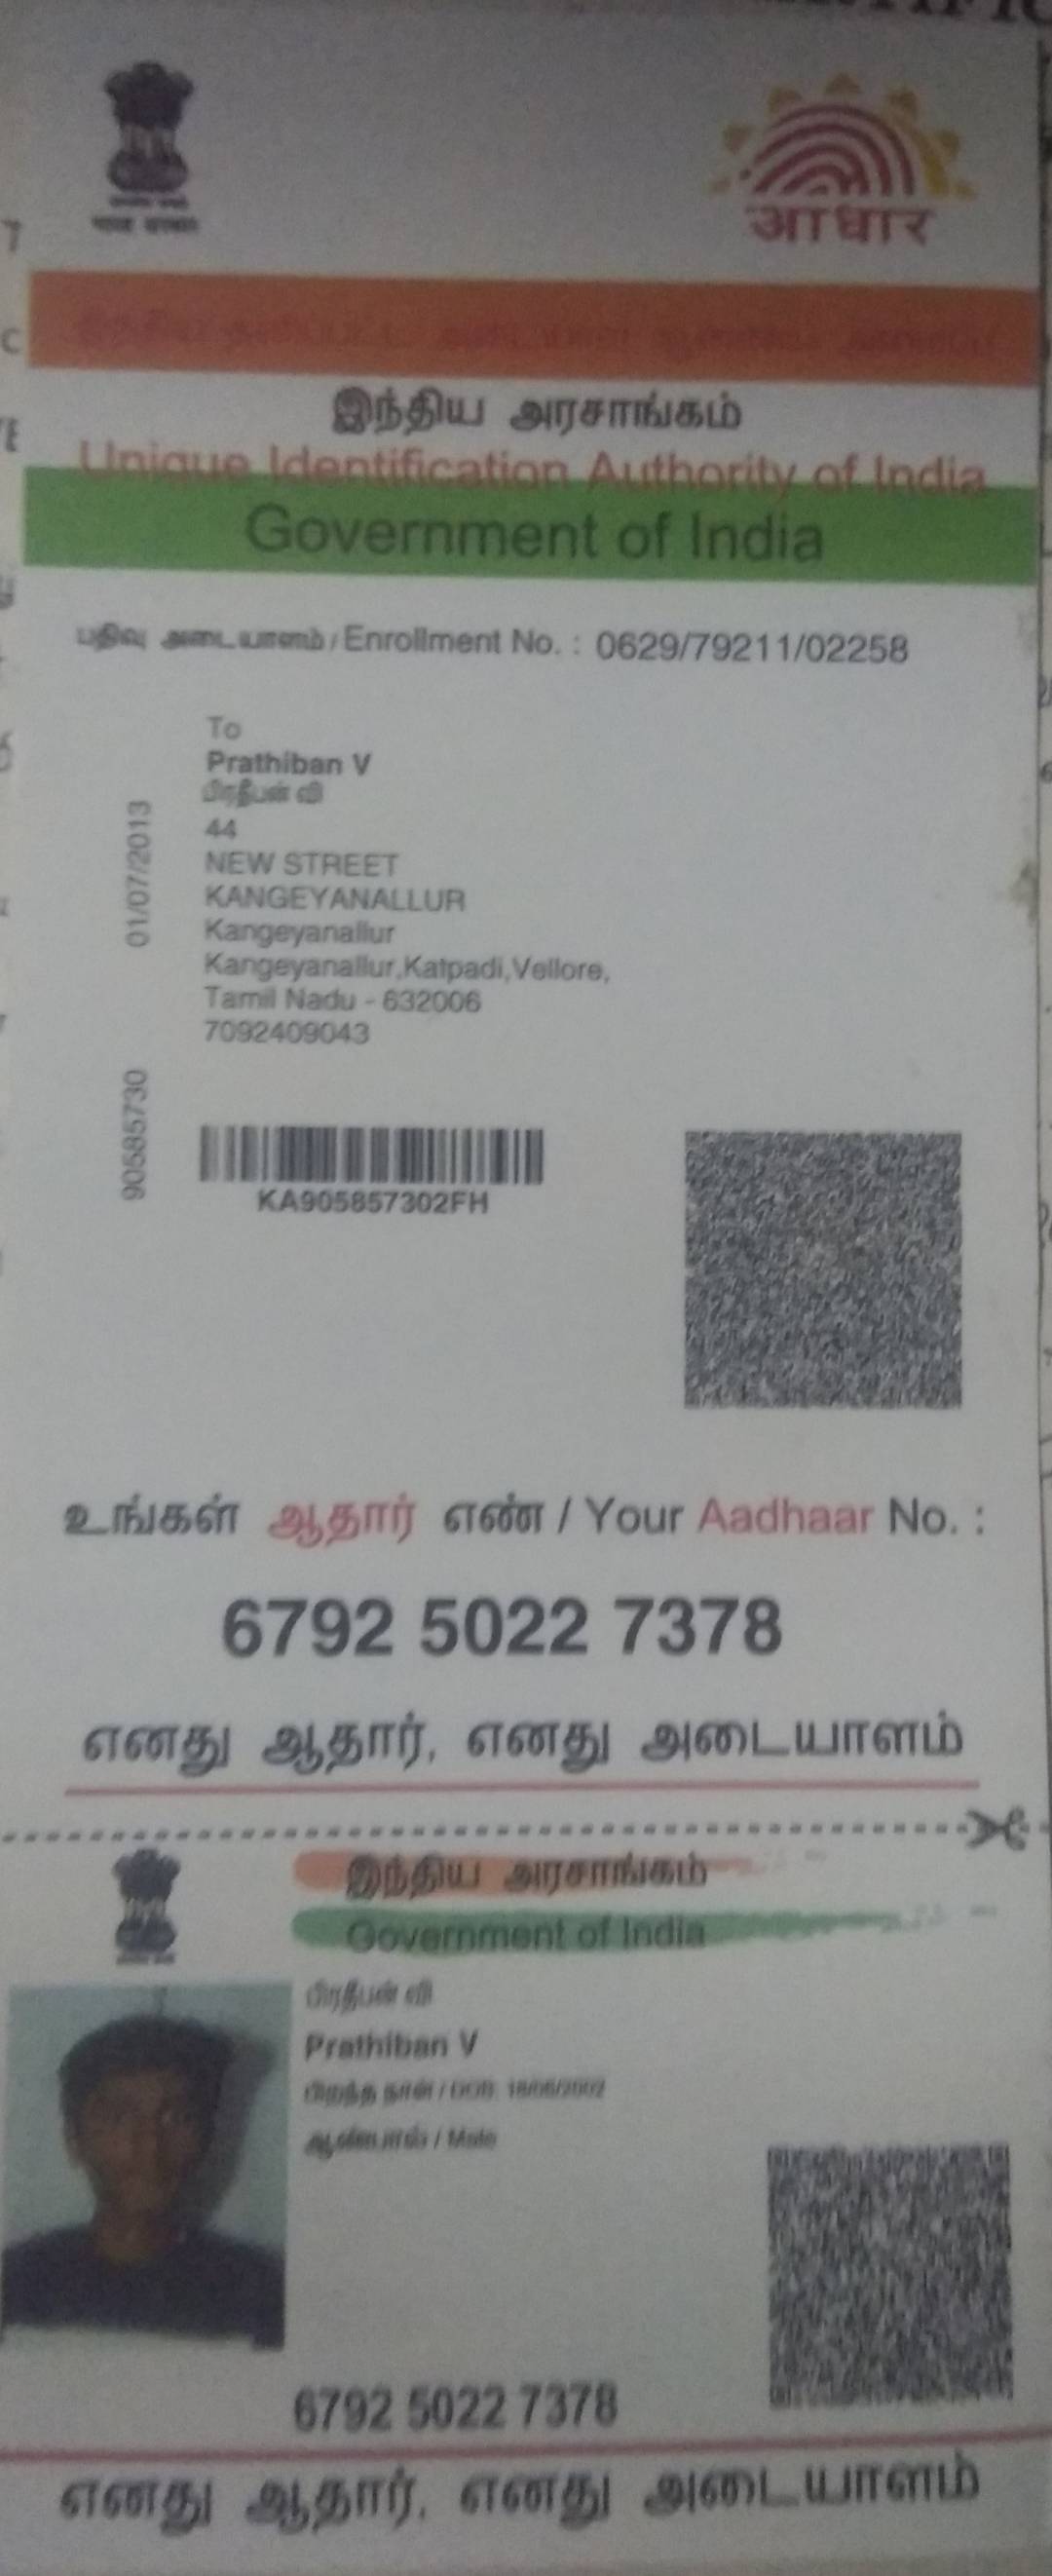 भारत सरकार
आधार
இந்திய அரசாங்கம்
Unique Identification Authority of India
Government of India
பதிவு அடையாளம் / Enrollment No. : 0629/79211/02258
To
Prathiban V
பிரதீபன் வி
44
NEW STREET
KANGEYANALLUR
Kangeyanallur
Kangeyanallur,Katpadi,Vellore,
Tamil Nadu - 632006
7092409043
01/07/2013
90585730
KA905857302FH
உங்கள் ஆதார் எண் / Your Aadhaar No. :
6792 5022 7378
எனது ஆதார், எனது அடையாளம்
இந்திய அரசாங்கம்
Government of India
பிரதீபன் வி
Prathiban V
பிறந்த நாள் / DOB:
ஆண்பால் / Male
6792 5022 7378
எனது ஆதார், எனது அடையாளம்